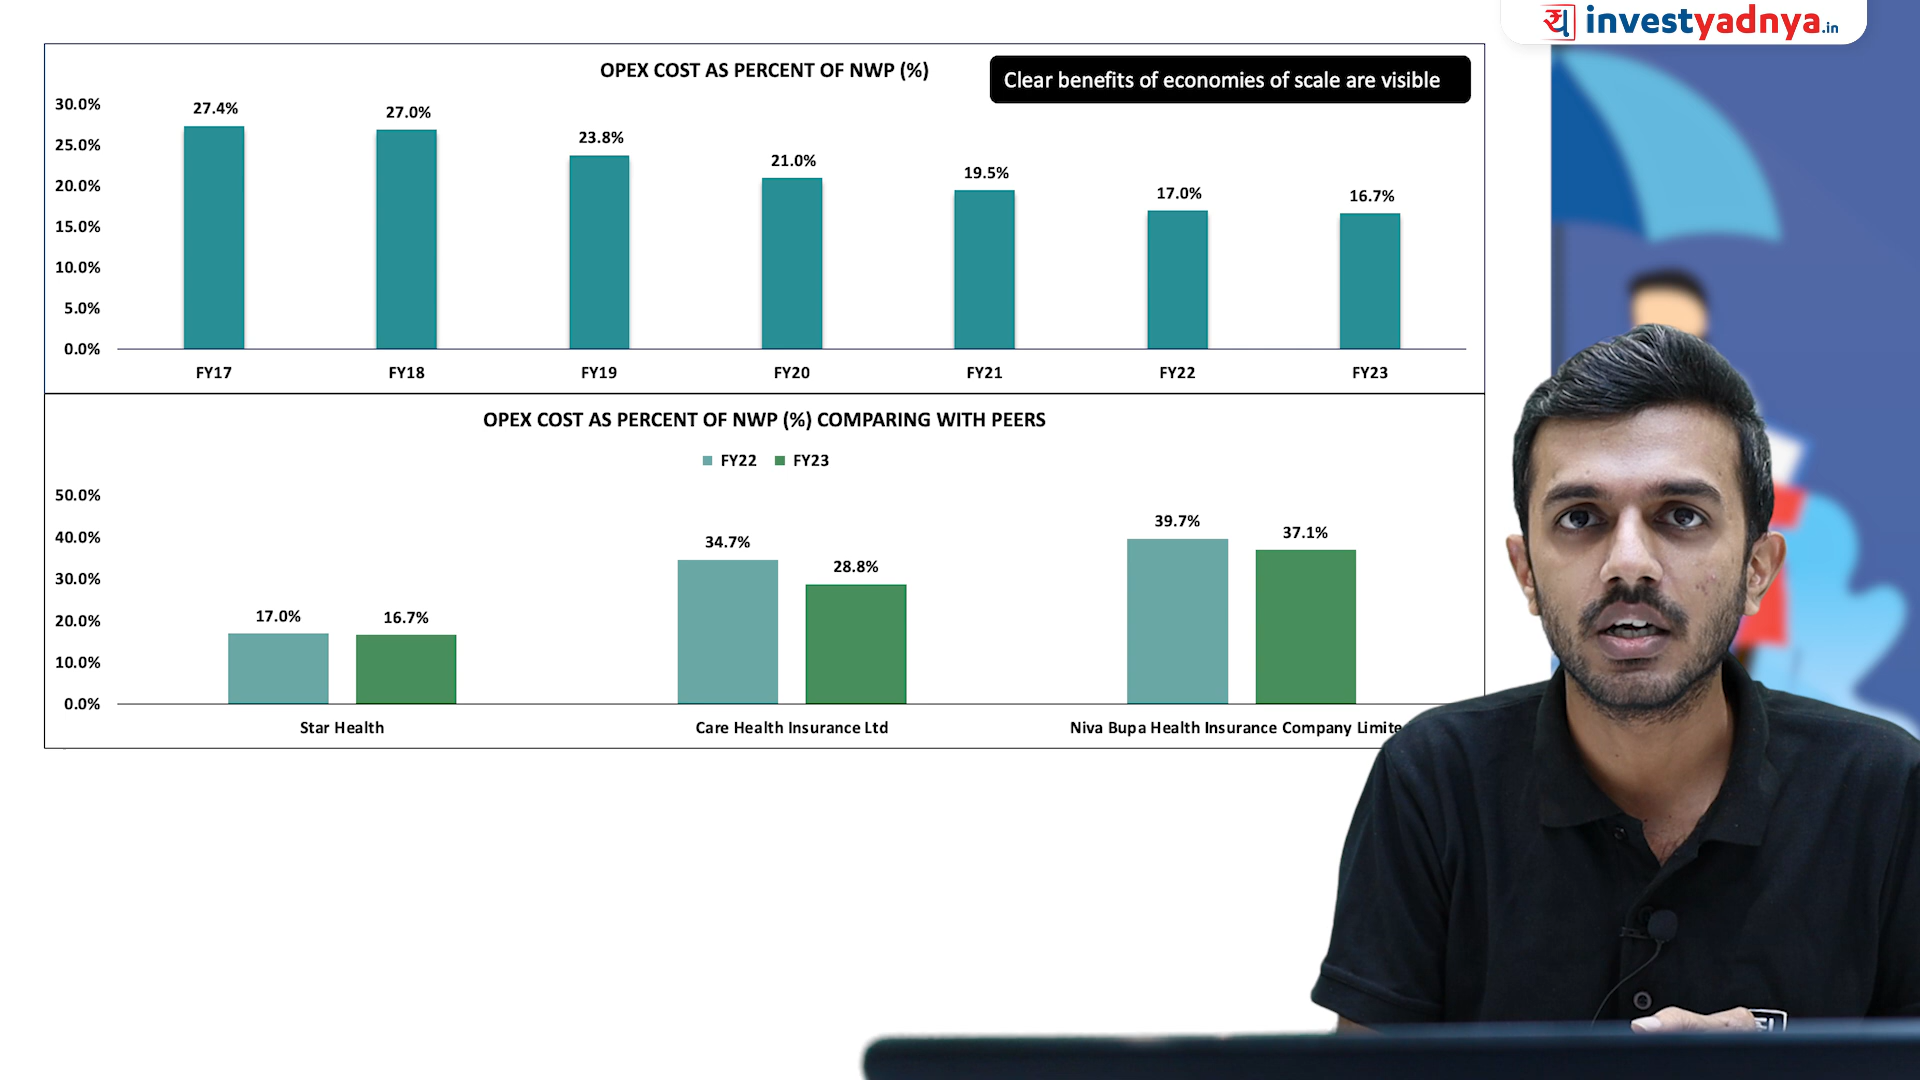 investyadnya.in
OPEX COST AS PERCENT OF NWP (%)
Clear benefits of economies of scale are visible
30.0%
25.0%
20.0%
15.0%
10.0%
5.0%
0.0%
27.4%
27.0%
23.8%
21.0%
19.5%
17.0%
16.7%
FY17
FY18
FY19
FY20
FY21
FY22
FY23
OPEX COST AS PERCENT OF NWP (%) COMPARING WITH PEERS
FY22 FY23
50.0%
40.0%
30.0%
20.0%
10.0%
0.0%
17.0%
16.7%
34.7%
28.8%
39.7%
37.1%
Star Health
Care Health Insurance Ltd
Niva Bupa Health Insurance Company Limite